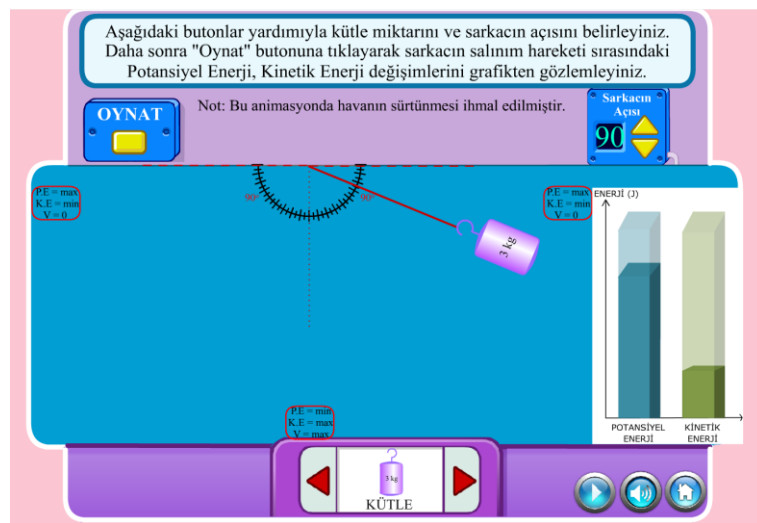 Aşağıdaki butonlar yardımıyla kütle miktarını ve sarkacın açısını belirleyiniz.
Daha sonra "Oynat" butonuna tıklayarak sarkacın salınım hareketi sırasındaki
Potansiyel Enerji, Kinetik Enerji değişimlerini grafikten gözlemleyiniz.
OYNAT
Not: Bu animasyonda havanın sürtünmesi ihmal edilmiştir.
Sarkacın
Açısı
90
P.E = max
K.E = min
V = 0
90°
90°
P.E = max
K.E = min
V = 0
ENERJİ (J)
3 kg
POTANSİYEL
ENERJİ
KİNETİK
ENERJİ
P.E = min
K.E = max
V = max
3 kg
KÜTLE